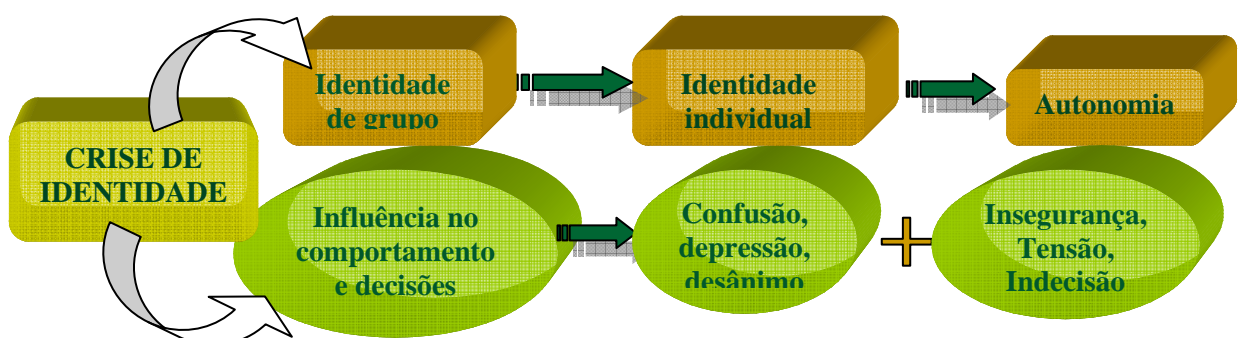 CRISE DE
IDENTIDADE
Identidade
de grupo
Identidade
individual
Autonomia
Influência no
comportamento
e decisões
Confusão,
depressão,
desânimo
Insegurança,
Tensão,
Indecisão